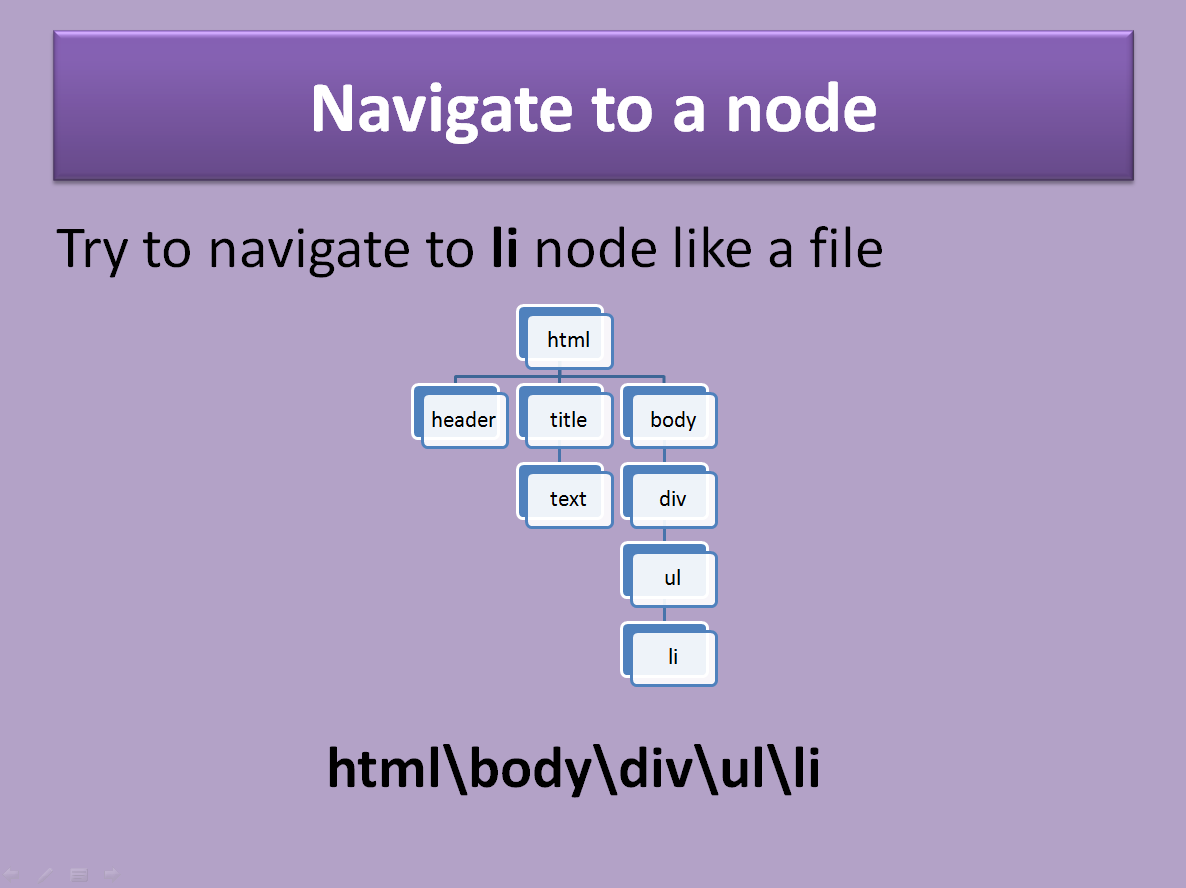 Navigate to a node
Try to navigate to li node like a file
html
header title body
text div
ul
li
html\body\div\ul\li